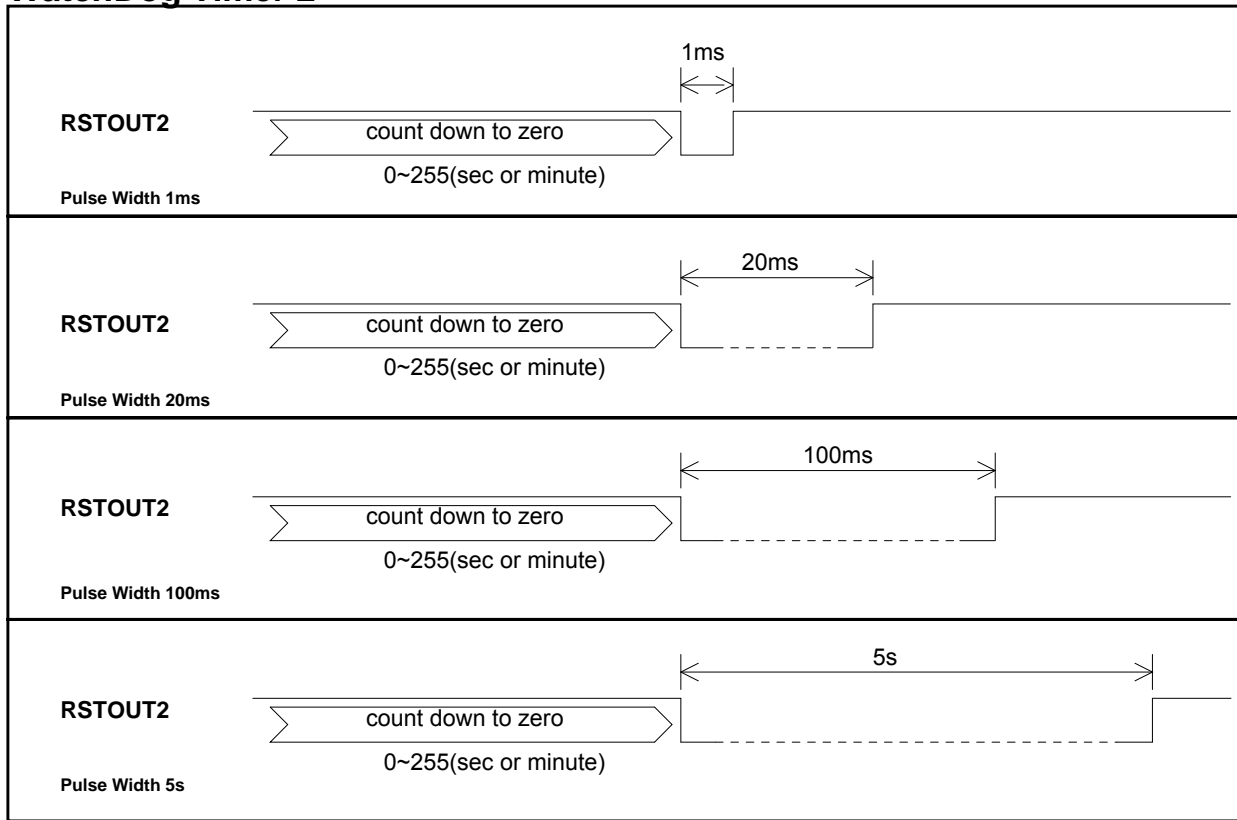 1ms
RSTOUT2
count down to zero
0~255(sec or minute)
Pulse Width 1ms
20ms
RSTOUT2
count down to zero
0~255(sec or minute)
Pulse Width 20ms
100ms
RSTOUT2
count down to zero
0~255(sec or minute)
Pulse Width 100ms
5s
RSTOUT2
count down to zero
0~255(sec or minute)
Pulse Width 5s